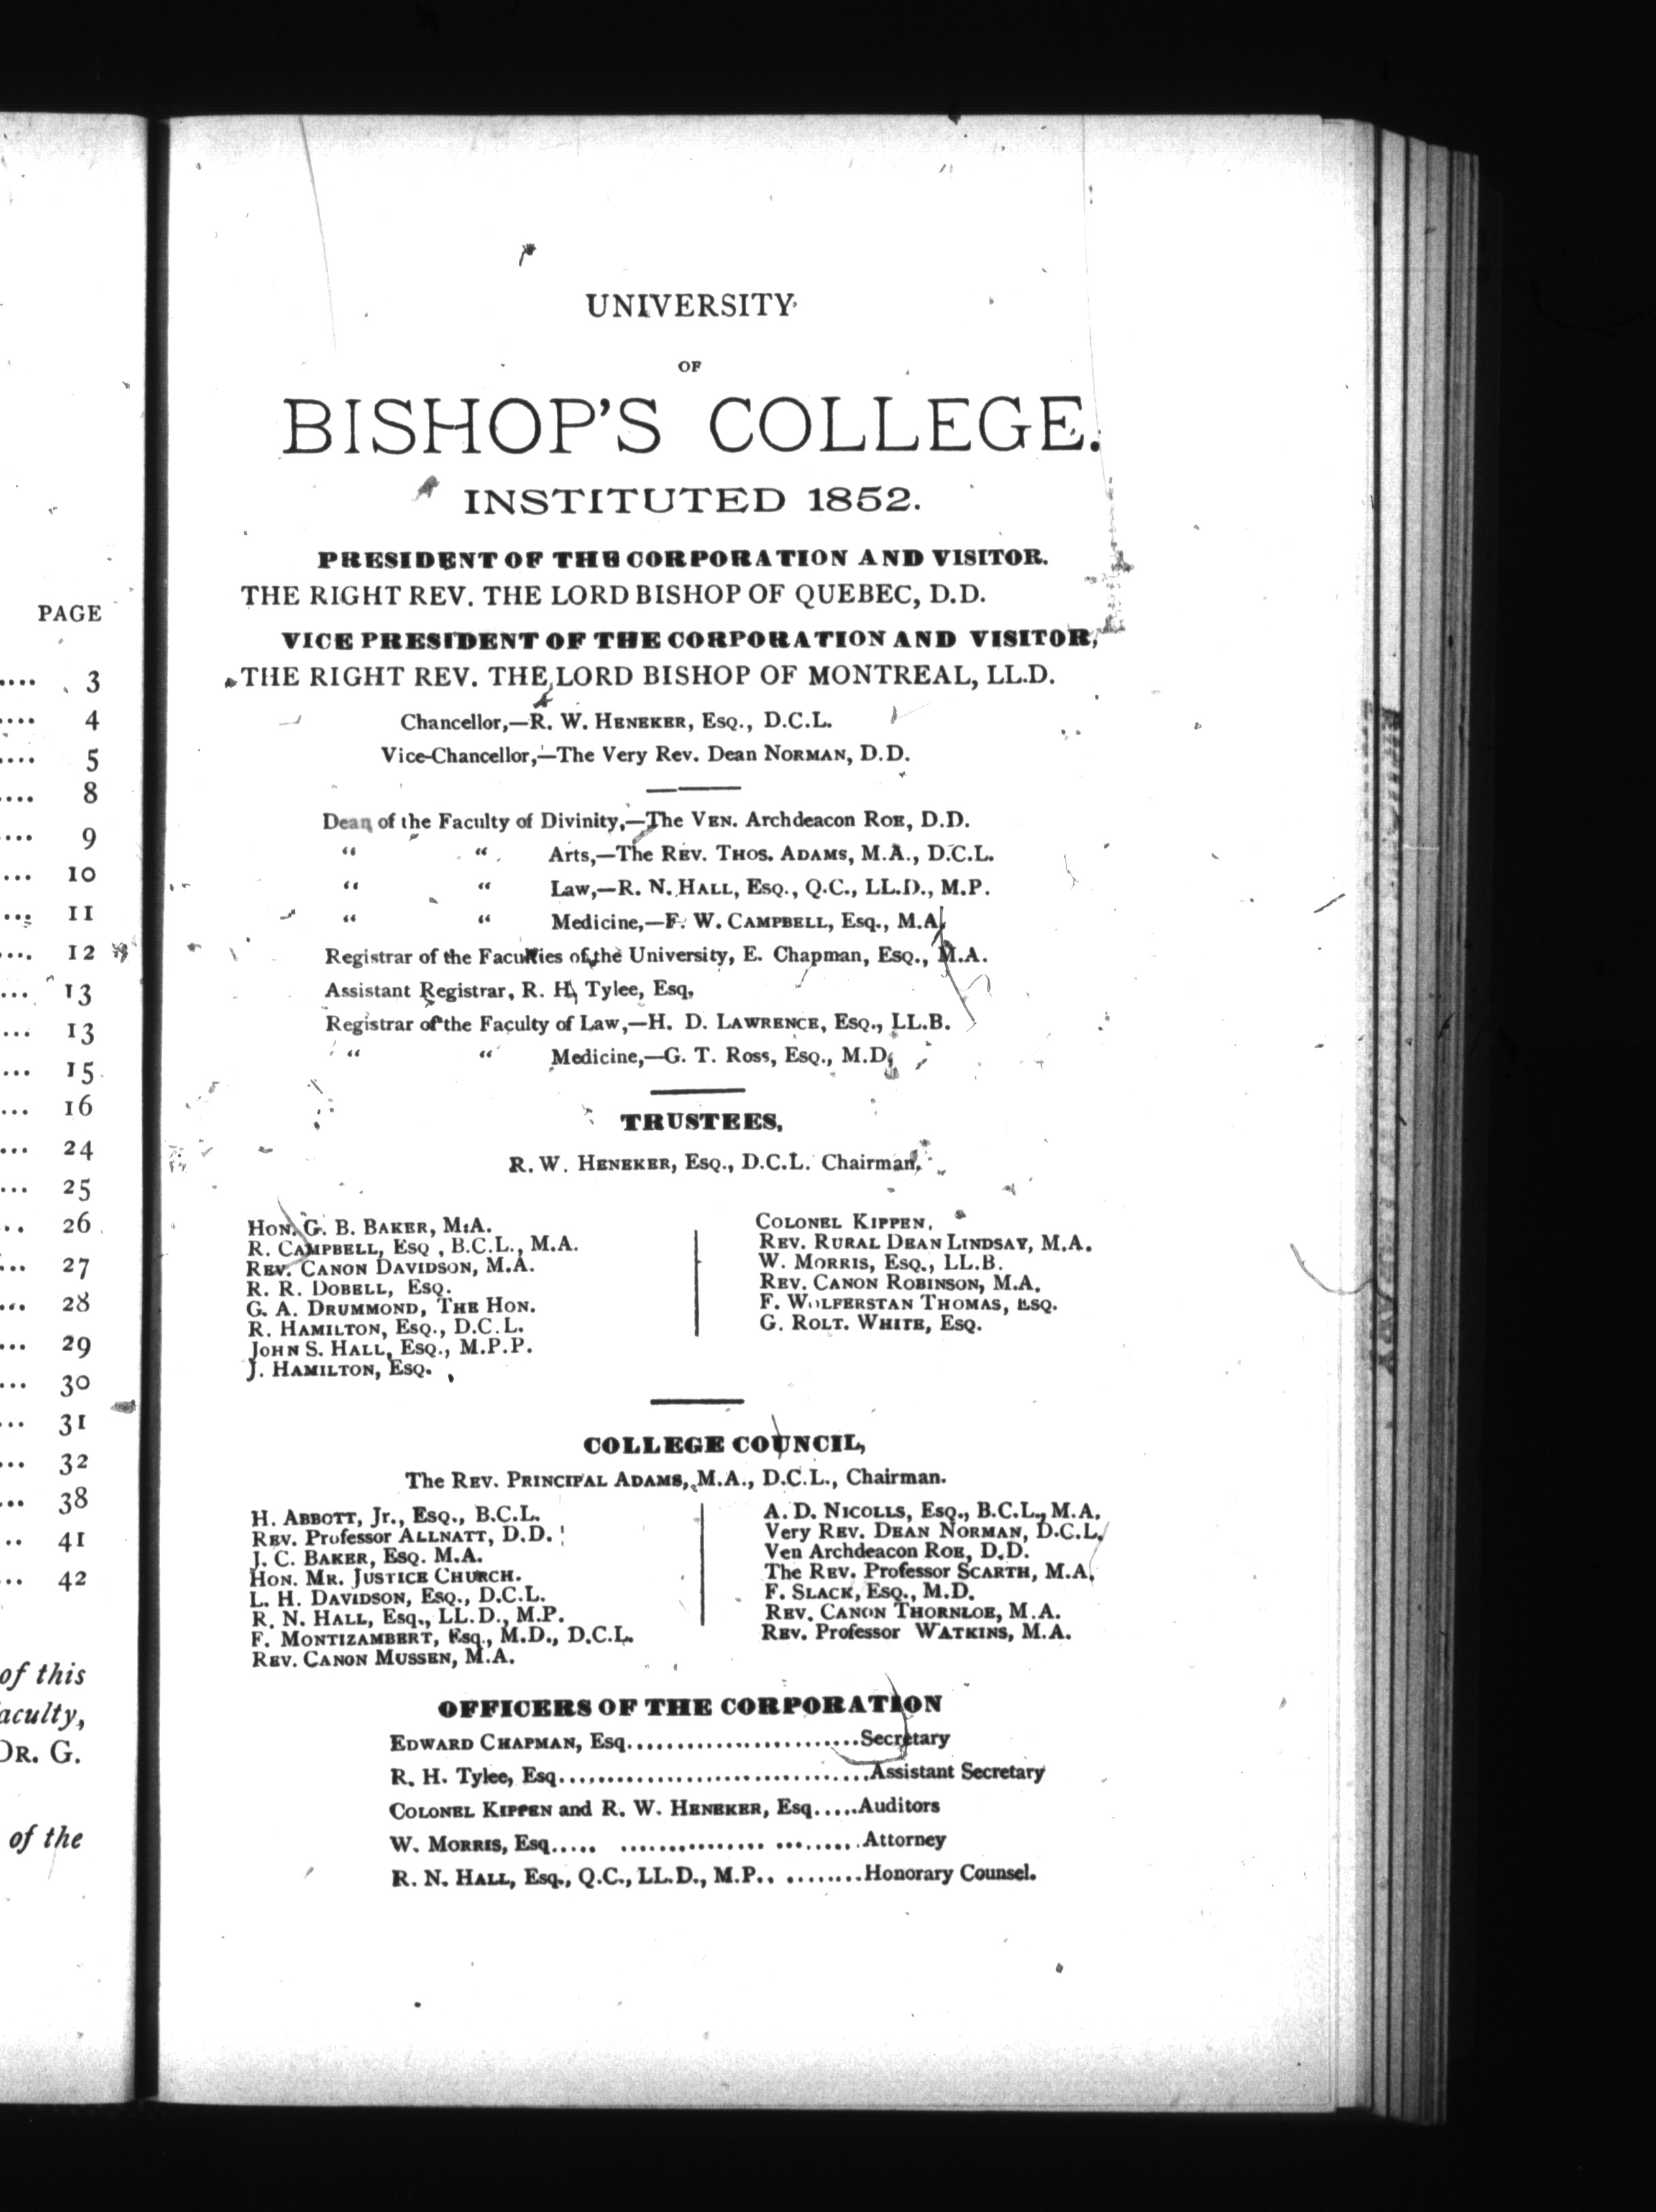 PAGE
.... 3
.... 4
.... 5
.... 8
... 9
... 10
... 11
.... 12
... 13
... 13
... 15
... 16
... 24
... 25
.. 26
... 27
... 28
... 29
... 30
... 31
... 32
... 38
.. 41
... 42
of this
aculty,
DR. G.
of the
UNIVERSITY
OF
BISHOP'S COLLEGE.
INSTITUTED 1852.
PRESIDENT OF THE CORPORATION AND VISITOR.
THE RIGHT REV. THE LORD BISHOP OF QUEBEC, D.D.
VICE PRESIDENT OF THE CORPORATION AND VISITOR,
THE RIGHT REV. THE LORD BISHOP OF MONTREAL, LL.D.
Chancellor,—R. W. HENEKER, ESQ., D.C.L.
Vice-Chancellor,—The Very Rev. Dean NORMAN, D.D.
Dean of the Faculty of Divinity,—The VEN. Archdeacon ROE, D.D.
“ “ Arts,—The REV. THOS. ADAMS, M.A., D.C.L.
“ “ Law,—R. N. HALL, ESQ., Q.C., LL.D., M.P.
“ “ Medicine,—F. W. CAMPBELL, Esq., M.A.
Registrar of the Faculties of the University, E. Chapman, ESQ., M.A.
Assistant Registrar, R. H. Tylee, Esq.
Registrar of the Faculty of Law,—H. D. LAWRENCE, ESQ., LL.B.
“ “ Medicine,—G. T. ROSS, ESQ., M.D.
TRUSTEES,
R. W. HENEKER, ESQ., D.C.L. Chairman.
HON. G. B. BAKER, M.A.
R. CAMPBELL, ESQ , B.C.L., M.A.
REV. CANON DAVIDSON, M.A.
R. R. DOBELL, ESQ.
G. A. DRUMMOND, THE HON.
R. HAMILTON, ESQ., D.C.L.
JOHN S. HALL, ESQ., M.P.P.
J. HAMILTON, ESQ.
COLONEL KIPPEN.
REV. RURAL DEAN LINDSAY, M.A.
W. MORRIS, ESQ., LL.B.
REV. CANON ROBINSON, M.A.
F. WOLFERSTAN THOMAS, ESQ.
G. ROLT. WHITE, ESQ.
COLLEGE COUNCIL,
The REV. PRINCIPAL ADAMS, M.A., D.C.L., Chairman.
H. ABBOTT, Jr., ESQ., B.C.L.
REV. Professor ALLNATT, D.D.
J. C. BAKER, ESQ. M.A.
HON. MR. JUSTICE CHURCH.
L. H. DAVIDSON, ESQ., D.C.L.
R. N. HALL, Esq., LL.D., M.P.
F. MONTIZAMBERT, Esq., M.D., D.C.L.
REV. CANON MUSSEN, M.A.
A. D. NICOLLS, ESQ., B.C.L., M.A.
Very REV. DEAN NORMAN, D.C.L.
Ven Archdeacon ROE, D.D.
The REV. Professor SCARTH, M.A.
F. SLACK, ESQ., M.D.
REV. CANON THORNLOE, M.A.
REV. Professor WATKINS, M.A.
OFFICERS OF THE CORPORATION
EDWARD CHAPMAN, Esq........................Secretary
R. H. Tylee, Esq................................Assistant Secretary
COLONEL KIPPEN and R. W. HENEKER, Esq.....Auditors
W. MORRIS, Esq..... ............... .........Attorney
R. N. HALL, Esq., Q.C., LL.D., M.P.. ........Honorary Counsel.